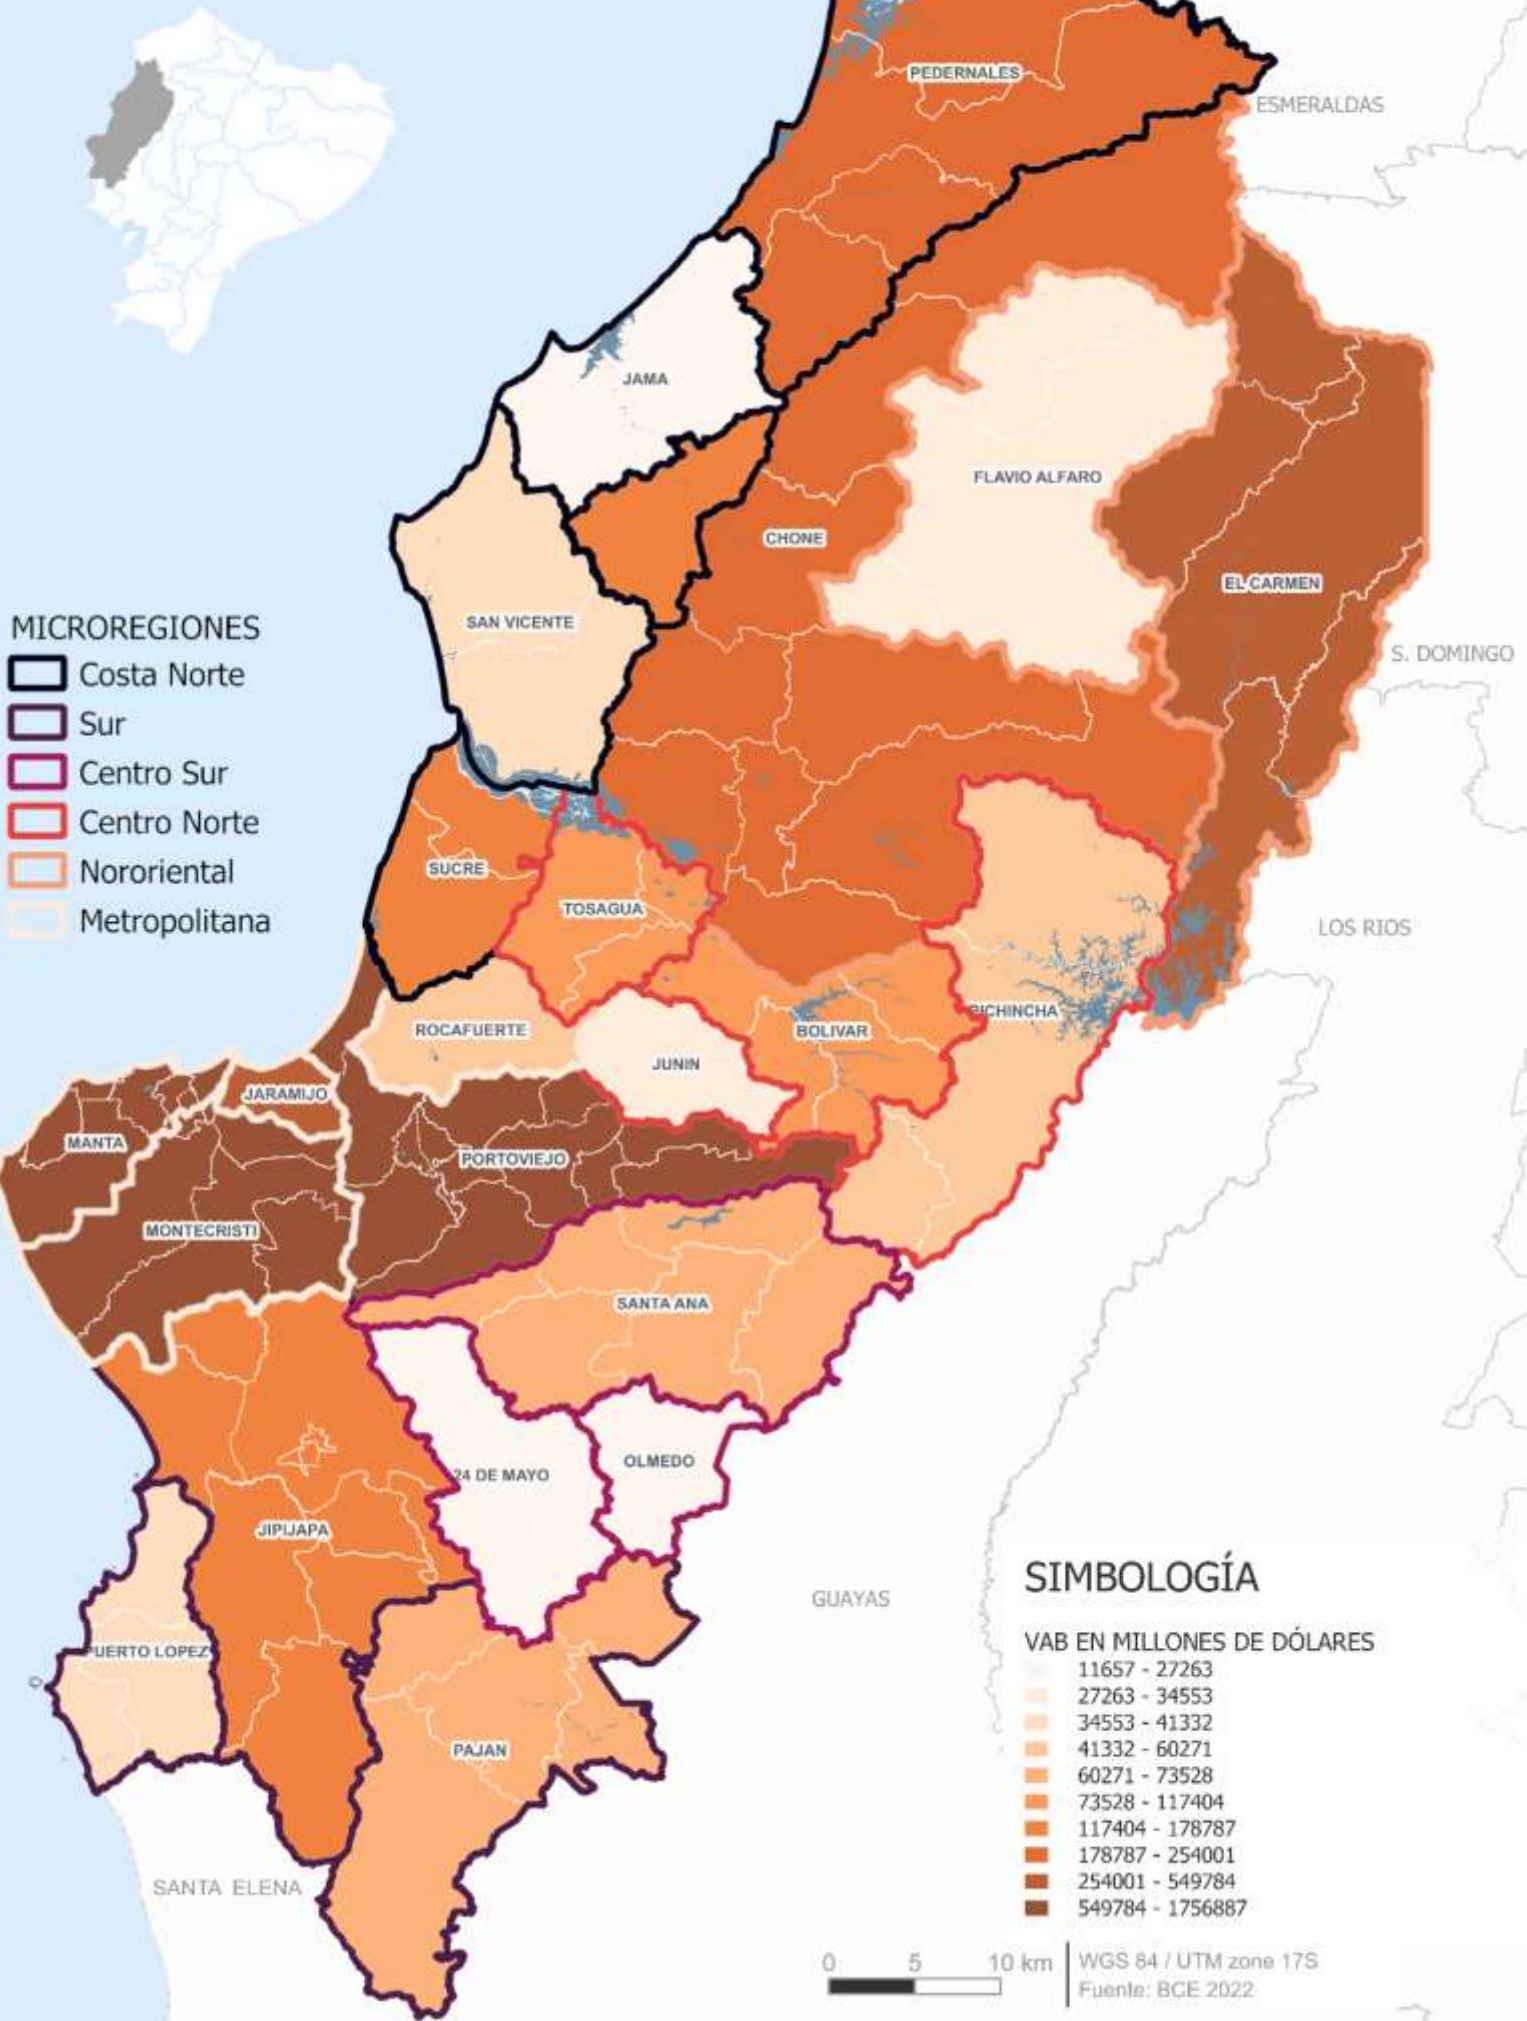 PEDERNALES
ESMERALDAS
JAMA
FLAVIO ALFARO
CHONE
EL CARMEN
SAN VICENTE
MICROREGIONES
Costa Norte
Sur
Centro Sur
Centro Norte
Nororiental
Metropolitana
S. DOMINGO
SUCRE
TOSAGUA
LOS RIOS
ROCAFUERTE
BOLIVAR
PICHINCHA
JUNIN
JARAMIJO
MANTA
PORTOVIEJO
MONTECRISTI
SANTA ANA
24 DE MAYO
OLMEDO
JIPIJAPA
GUAYAS
PUERTO LOPEZ
PAJAN
SANTA ELENA
SIMBOLOGÍA
VAB EN MILLONES DE DÓLARES
11657 - 27263
27263 - 34553
34553 - 41332
41332 - 60271
60271 - 73528
73528 - 117404
117404 - 178787
178787 - 254001
254001 - 549784
549784 - 1756887
0 5 10 km
WGS 84 / UTM zone 17S
Fuente: BCE 2022